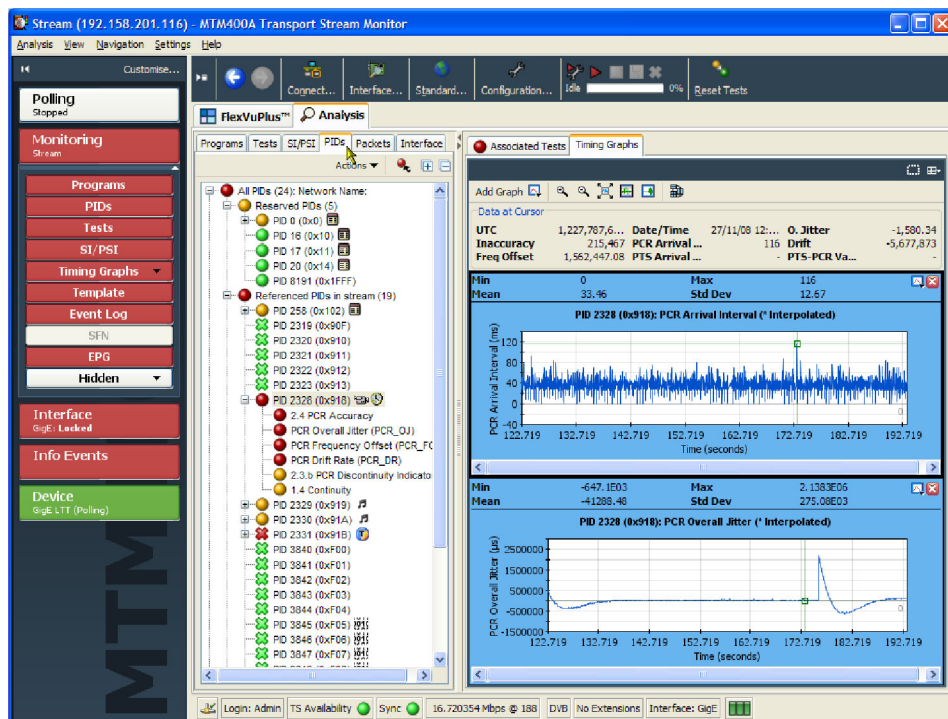 Stream (192.158.201.116) - MTM400A Transport Stream Monitor
Analysis View Navigation Settings Help
Customise...
Polling
Stopped
Monitoring
Stream
Programs
PIDs
Tests
SI/PSI
Timing Graphs
Template
Event Log
SFN
EPG
Hidden
Interface
GigE: Locked
Info Events
Device
GigE LTT (Polling)
MTM
Connect... Interface... Standard... Configuration... Idle 0% Reset Tests
FlexVuPlus™ Analysis
Programs Tests SI/PSI PIDs Packets Interface
Actions
All PIDs (24): Network Name:
Reserved PIDs (5)
PID 0 (0x0)
PID 16 (0x10)
PID 17 (0x11)
PID 20 (0x14)
PID 8191 (0x1FFF)
Referenced PIDs in stream (19)
PID 258 (0x102)
PID 2319 (0x90F)
PID 2320 (0x910)
PID 2321 (0x911)
PID 2322 (0x912)
PID 2323 (0x913)
PID 2328 (0x918)
2.4 PCR Accuracy
PCR Overall Jitter (PCR_OJ)
PCR Frequency Offset (PCR_FO
PCR Drift Rate (PCR_DR)
2.3.b PCR Discontinuity Indicato
1.4 Continuity
PID 2329 (0x919)
PID 2330 (0x91A)
PID 2331 (0x91B)
PID 3840 (0xF00)
PID 3841 (0xF01)
PID 3842 (0xF02)
PID 3843 (0xF03)
PID 3844 (0xF04)
PID 3845 (0xF05)
PID 3846 (0xF06)
PID 3847 (0xF07)
Associated Tests Timing Graphs
Add Graph
Data at Cursor
UTC 1,227,787,6... Date/Time 27/11/08 12:... O. Jitter -1,580.34
Inaccuracy 215,467 PCR Arrival ... 116 Drift -5,677,873
Freq Offset 1,562,447.08 PTS Arrival ... - PTS-PCR Va... -
Min 0 Max 116
Mean 33.46 Std Dev 12.67
PID 2328 (0x918): PCR Arrival Interval (* Interpolated)
PCR Arrival Interval (ms)
120
80
40
0
-40
0
122.719 132.719 142.719 152.719 162.719 172.719 182.719 192.719
Time (seconds)
Min -647.1E03 Max 2.1383E06
Mean -41288.48 Std Dev 275.08E03
PID 2328 (0x918): PCR Overall Jitter (* Interpolated)
PCR Overall Jitter (µs)
2500000
1500000
500000
-500000
-1500000
0
122.719 132.719 142.719 152.719 162.719 172.719 182.719 192.719
Time (seconds)
Login: Admin TS Availability Sync 16.720354 Mbps @ 188 DVB No Extensions Interface: GigE